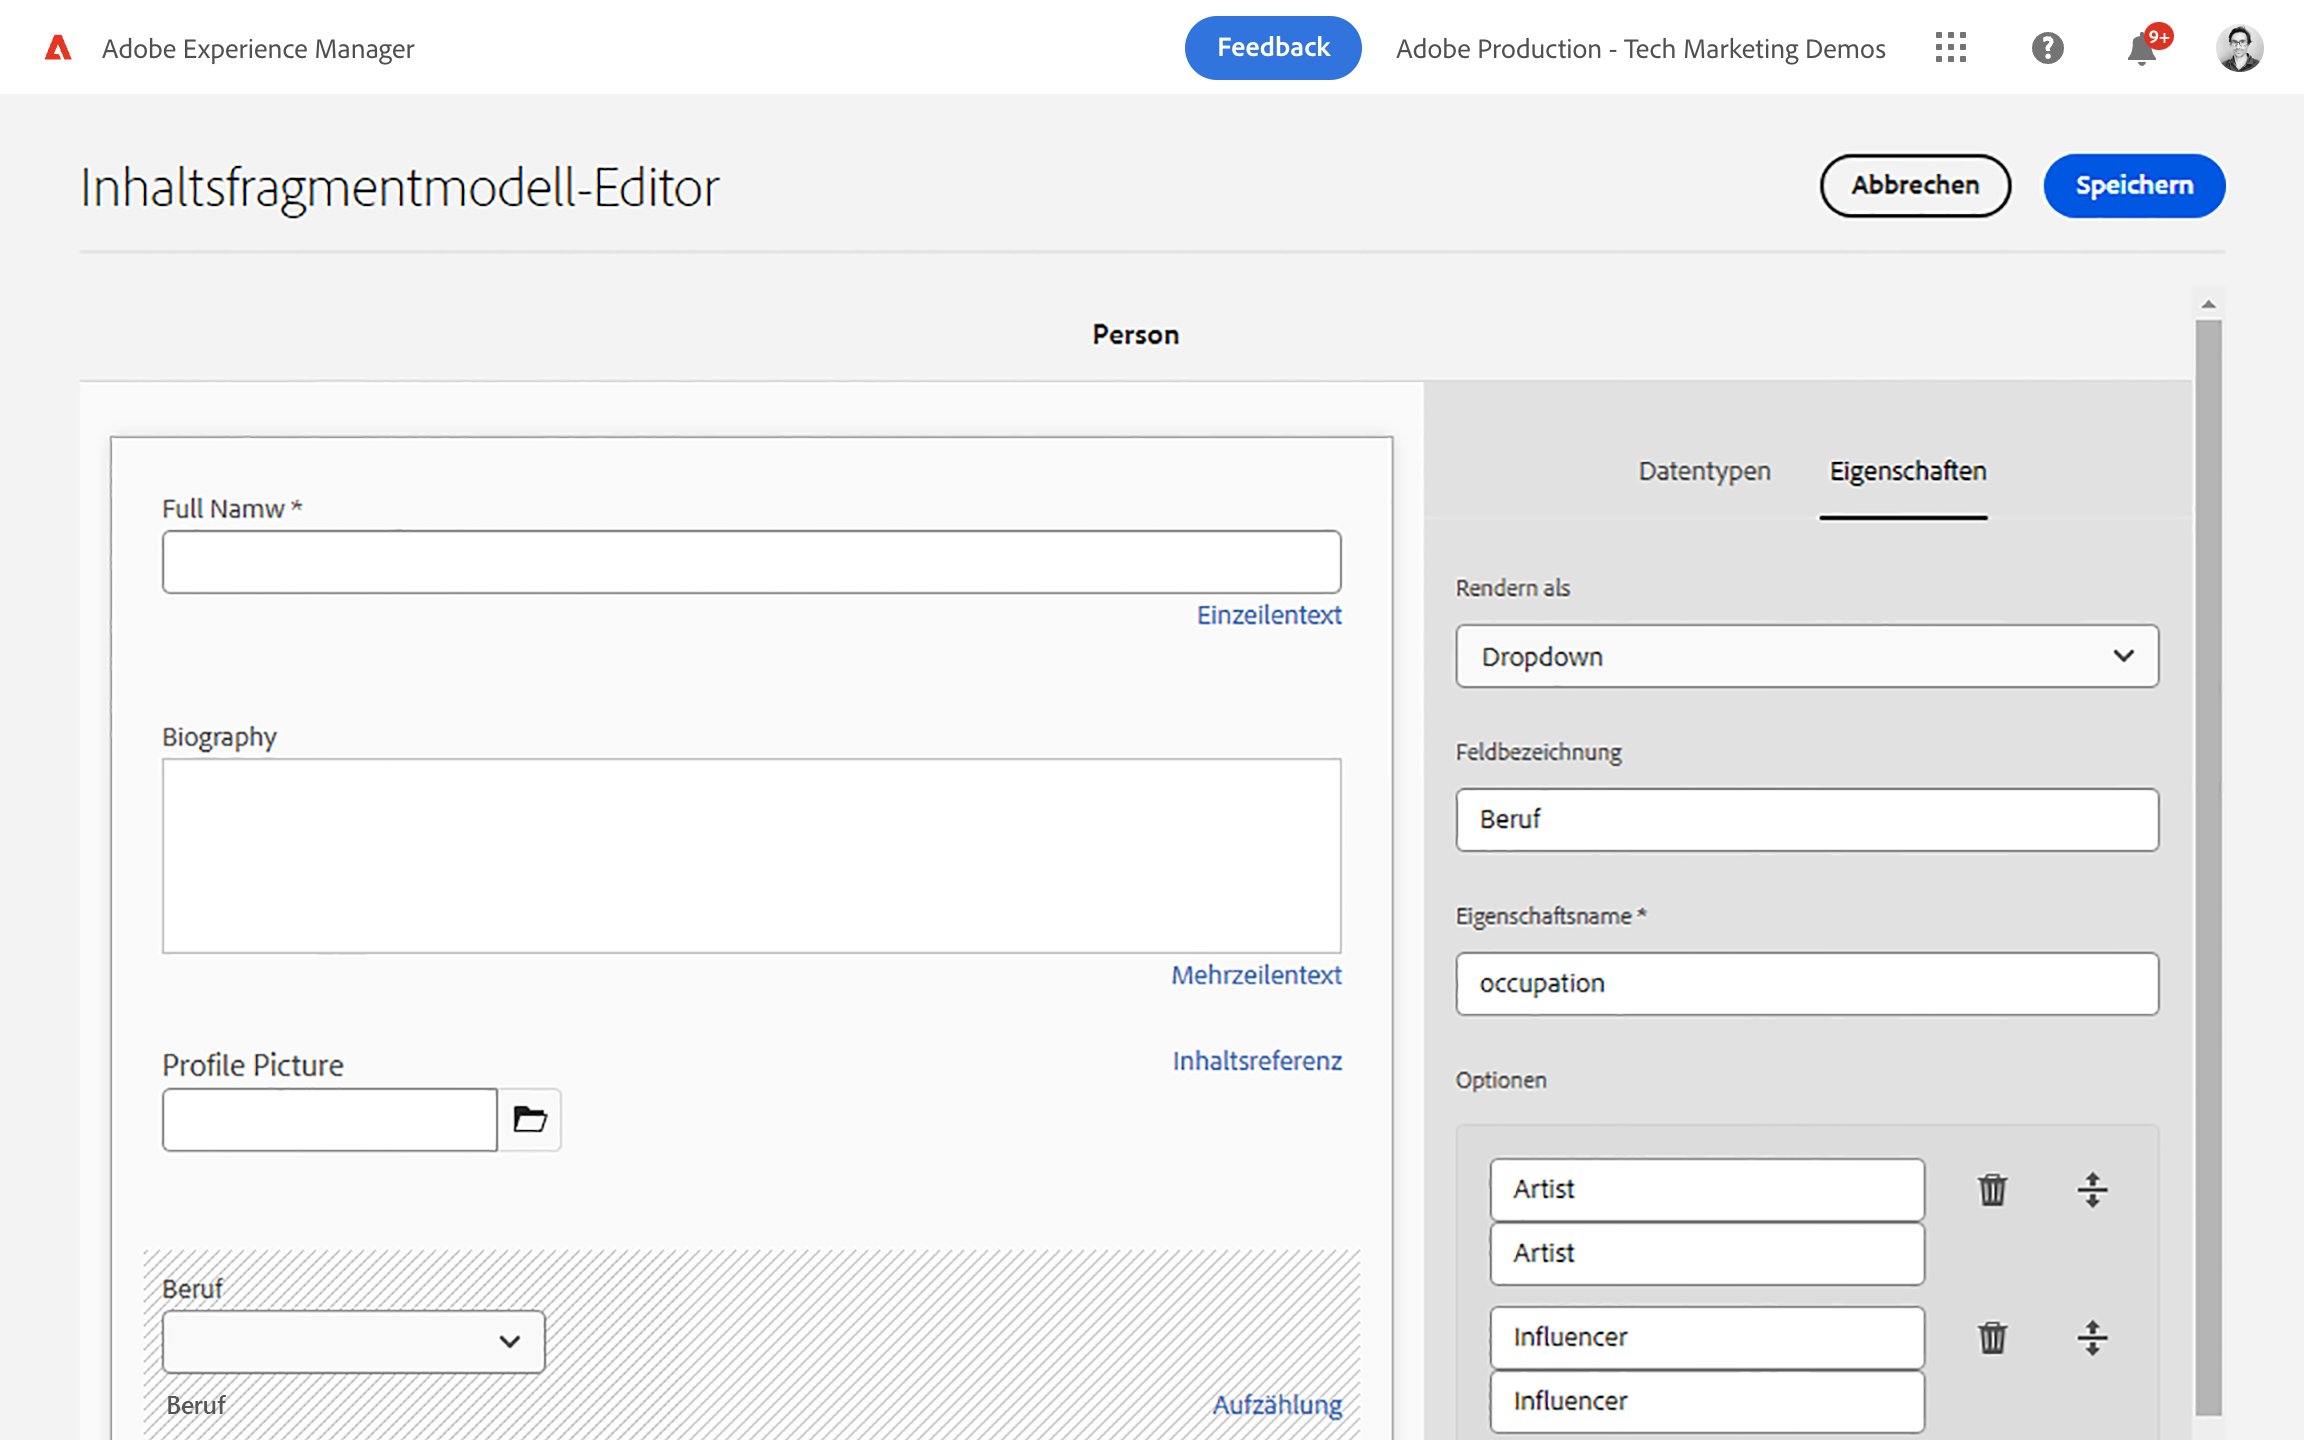 Adobe Experience Manager
Feedback
Adobe Production - Tech Marketing Demos
9+
Inhaltsfragmentmodell-Editor
Abbrechen
Speichern
Person
Full Namw *
Einzeilentext
Biography
Mehrzeilentext
Profile Picture
Inhaltsreferenz
Beruf
Beruf
Aufzählung
Datentypen
Eigenschaften
Rendern als
Dropdown
Feldbezeichnung
Beruf
Eigenschaftsname *
occupation
Optionen
Artist
Artist
Influencer
Influencer